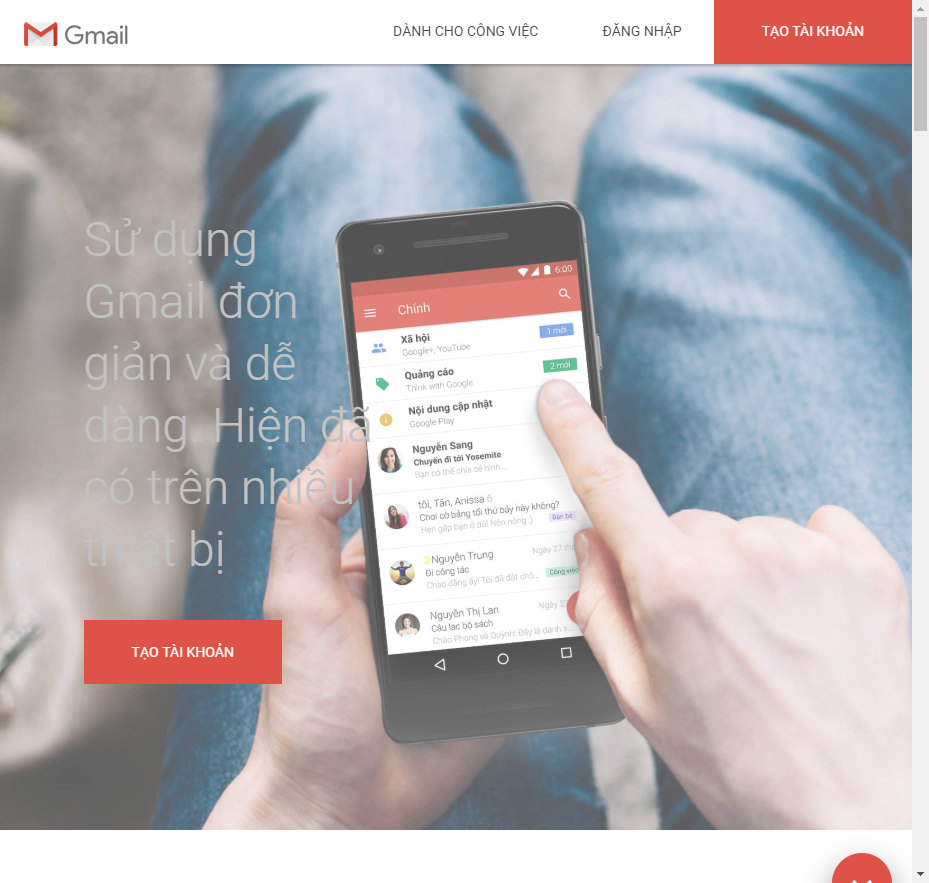 Gmail
DÀNH CHO CÔNG VIỆC
ĐĂNG NHẬP
TẠO TÀI KHOẢN
Sử dụng
Gmail đơn
giản và dễ
dàng. Hiện đã
có trên nhiều
thiết bị
TẠO TÀI KHOẢN
6:00
Chính
Xã hội
1 mới
Google+, YouTube
Quảng cáo
2 mới
Think with Google
Nội dung cập nhật
Google Play
Nguyễn Sang
Chuyến đi tới Yosemite
Bạn có thể chia sẻ hình...
tôi, Tân, Anissa 6
Chơi cờ bảng tối thứ bảy này không?
Hẹn gặp bạn ở đó! Nôn nóng :)
Bạn bè
Nguyễn Trung
Ngày 27 th
Đi công tác
Chào dằng ấy! Tôi đã đặt chỗ...
Công việc
Nguyễn Thị Lan
Ngày 2
Câu lạc bộ sách
Chào Phong và Quỳnh! Đây là danh s...